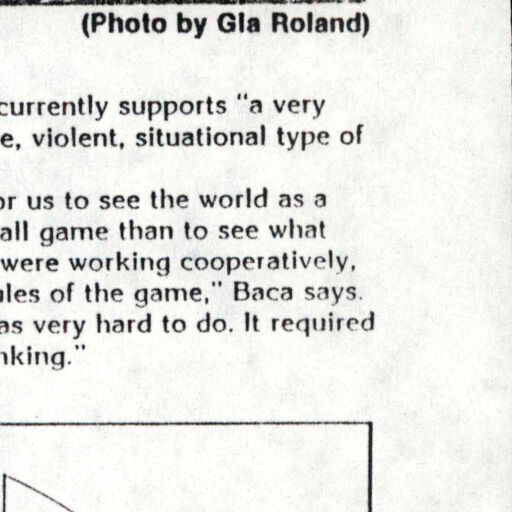 (Photo by Gla Roland)
currently supports "a very
e, violent, situational type of
or us to see the world as a
all game than to see what
were working cooperatively,
ules of the game," Baca says.
as very hard to do. It required
nking."